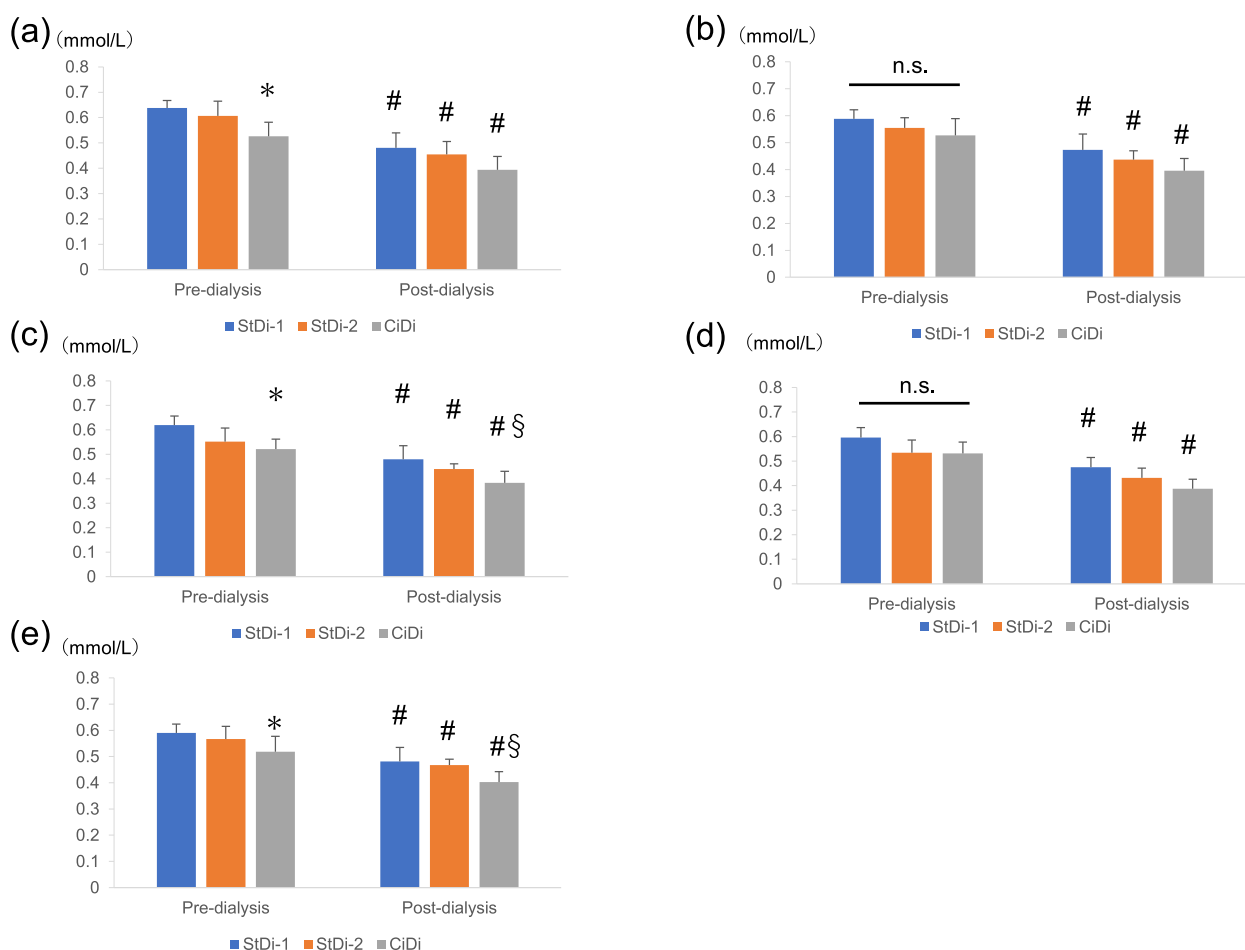 (a) （mmol/L）
0.8
0.7
0.6
0.5
0.4
0.3
0.2
0.1
0
*
# # #
Pre-dialysis Post-dialysis
StDi-1 StDi-2 CiDi
(b) （mmol/L）
0.8
0.7
0.6
0.5
0.4
0.3
0.2
0.1
0
n.s.
# # #
Pre-dialysis Post-dialysis
StDi-1 StDi-2 CiDi
(c) （mmol/L）
0.8
0.7
0.6
0.5
0.4
0.3
0.2
0.1
0
*
# # # §
Pre-dialysis Post-dialysis
StDi-1 StDi-2 CiDi
(d) （mmol/L）
0.8
0.7
0.6
0.5
0.4
0.3
0.2
0.1
0
n.s.
# # #
Pre-dialysis Post-dialysis
StDi-1 StDi-2 CiDi
(e) （mmol/L）
0.8
0.7
0.6
0.5
0.4
0.3
0.2
0.1
0
*
# # #§
Pre-dialysis Post-dialysis
StDi-1 StDi-2 CiDi